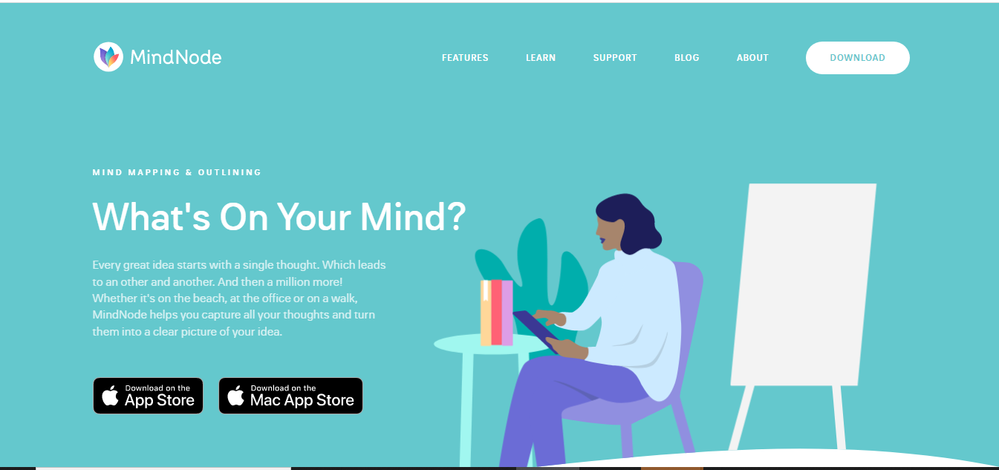 MindNode
FEATURES
LEARN
SUPPORT
BLOG
ABOUT
DOWNLOAD
MIND MAPPING & OUTLINING
What's On Your Mind?
Every great idea starts with a single thought. Which leads
to an other and another. And then a million more!
Whether it's on the beach, at the office or on a walk,
MindNode helps you capture all your thoughts and turn
them into a clear picture of your idea.
Download on the
App Store
Download on the
Mac App Store